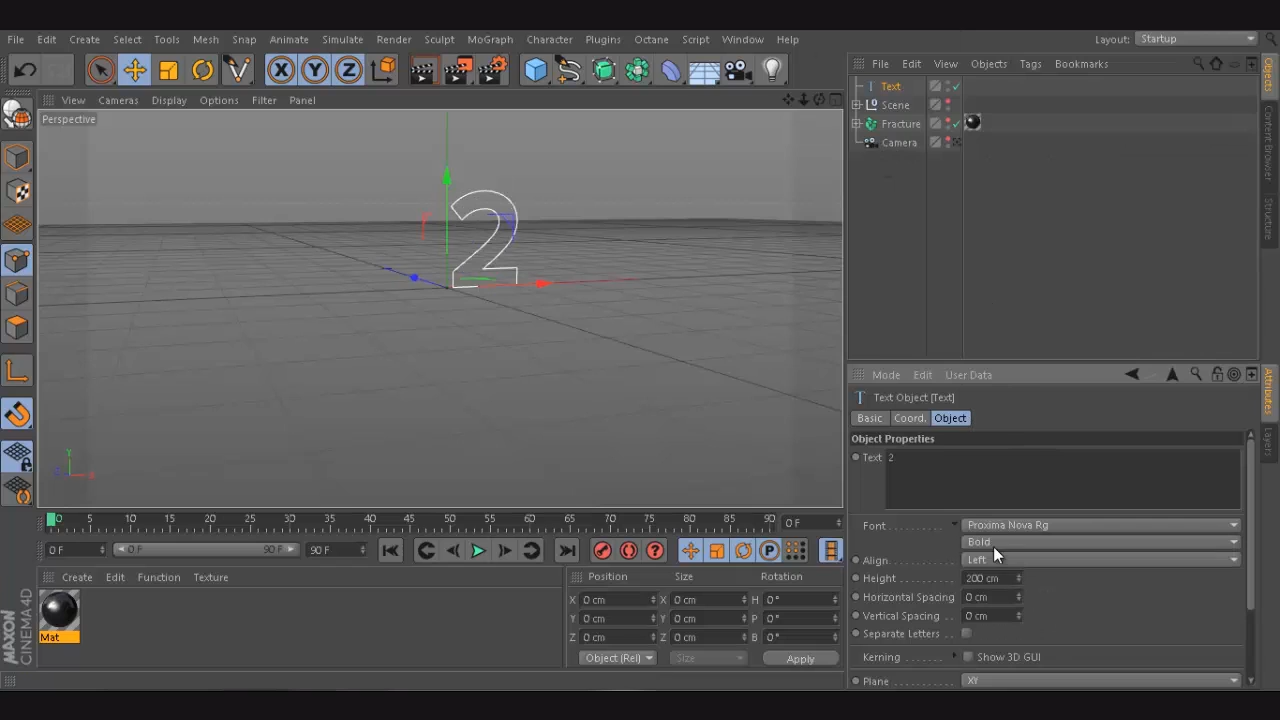 File Edit Create Select Tools Mesh Snap Animate Simulate Render Sculpt MoGraph Character Plugins Octane Script Window Help
Layout: Startup
X Y Z
File Edit View Objects Tags Bookmarks
View Cameras Display Options Filter Panel
Perspective
Text
Scene
Fracture
Camera
Objects
Content Browser
Structure
2
Y
X
Z
Mode Edit User Data
Text Object [Text]
Basic Coord. Object
Object Properties
Text 2
Font Proxima Nova Rg
Bold
Align Left
Height 200 cm
Horizontal Spacing 0 cm
Vertical Spacing 0 cm
Separate Letters
Kerning Show 3D GUI
Plane XY
Attributes
Layers
0 5 10 15 20 25 30 35 40 45 50 55 60 65 70 75 80 85 90 0 F
0 F 0 F 90 F 90 F
P
Create Edit Function Texture
Mat
Position Size Rotation
X 0 cm X 0 cm H 0 °
Y 0 cm Y 0 cm P 0 °
Z 0 cm Z 0 cm B 0 °
Object (Rel) Size Apply
MAXON
CINEMA 4D